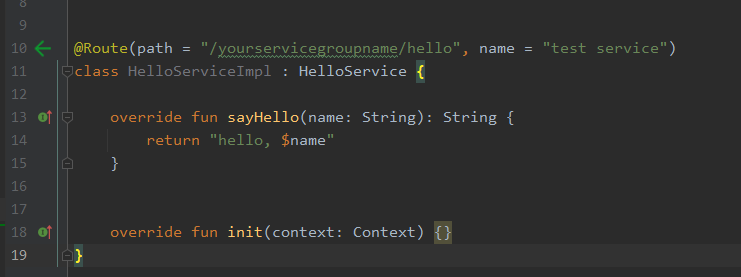 8
9
10 @Route(path = "/yourservicegroupname/hello", name = "test service")
11 class HelloServiceImpl : HelloService {
12
13 override fun sayHello(name: String): String {
14 return "hello, $name"
15 }
16
17
18 override fun init(context: Context) {}
19 }